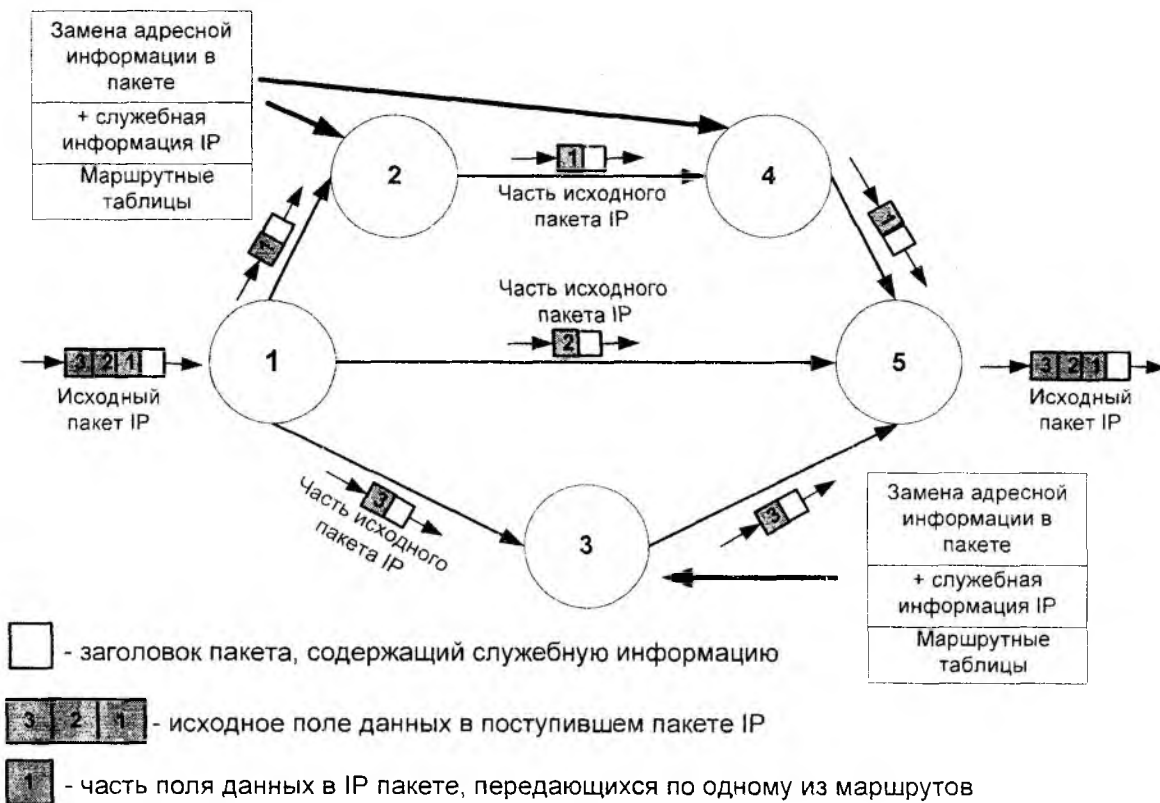 Замена адресной
информации в
пакете
+ служебная
информация IP
Маршрутные
таблицы
2
1
Часть исходного
пакета IP
4
1
1
Часть исходного
пакета IP
2
3 2 1
Исходный
пакет IP
1
5
3 2 1
Исходный
пакет IP
3
Часть исходного
пакета IP
3
3
Замена адресной
информации в
пакете
+ служебная
информация IP
Маршрутные
таблицы
- заголовок пакета, содержащий служебную информацию
3 2 1 - исходное поле данных в поступившем пакете IP
1 - часть поля данных в IP пакете, передающихся по одному из маршрутов